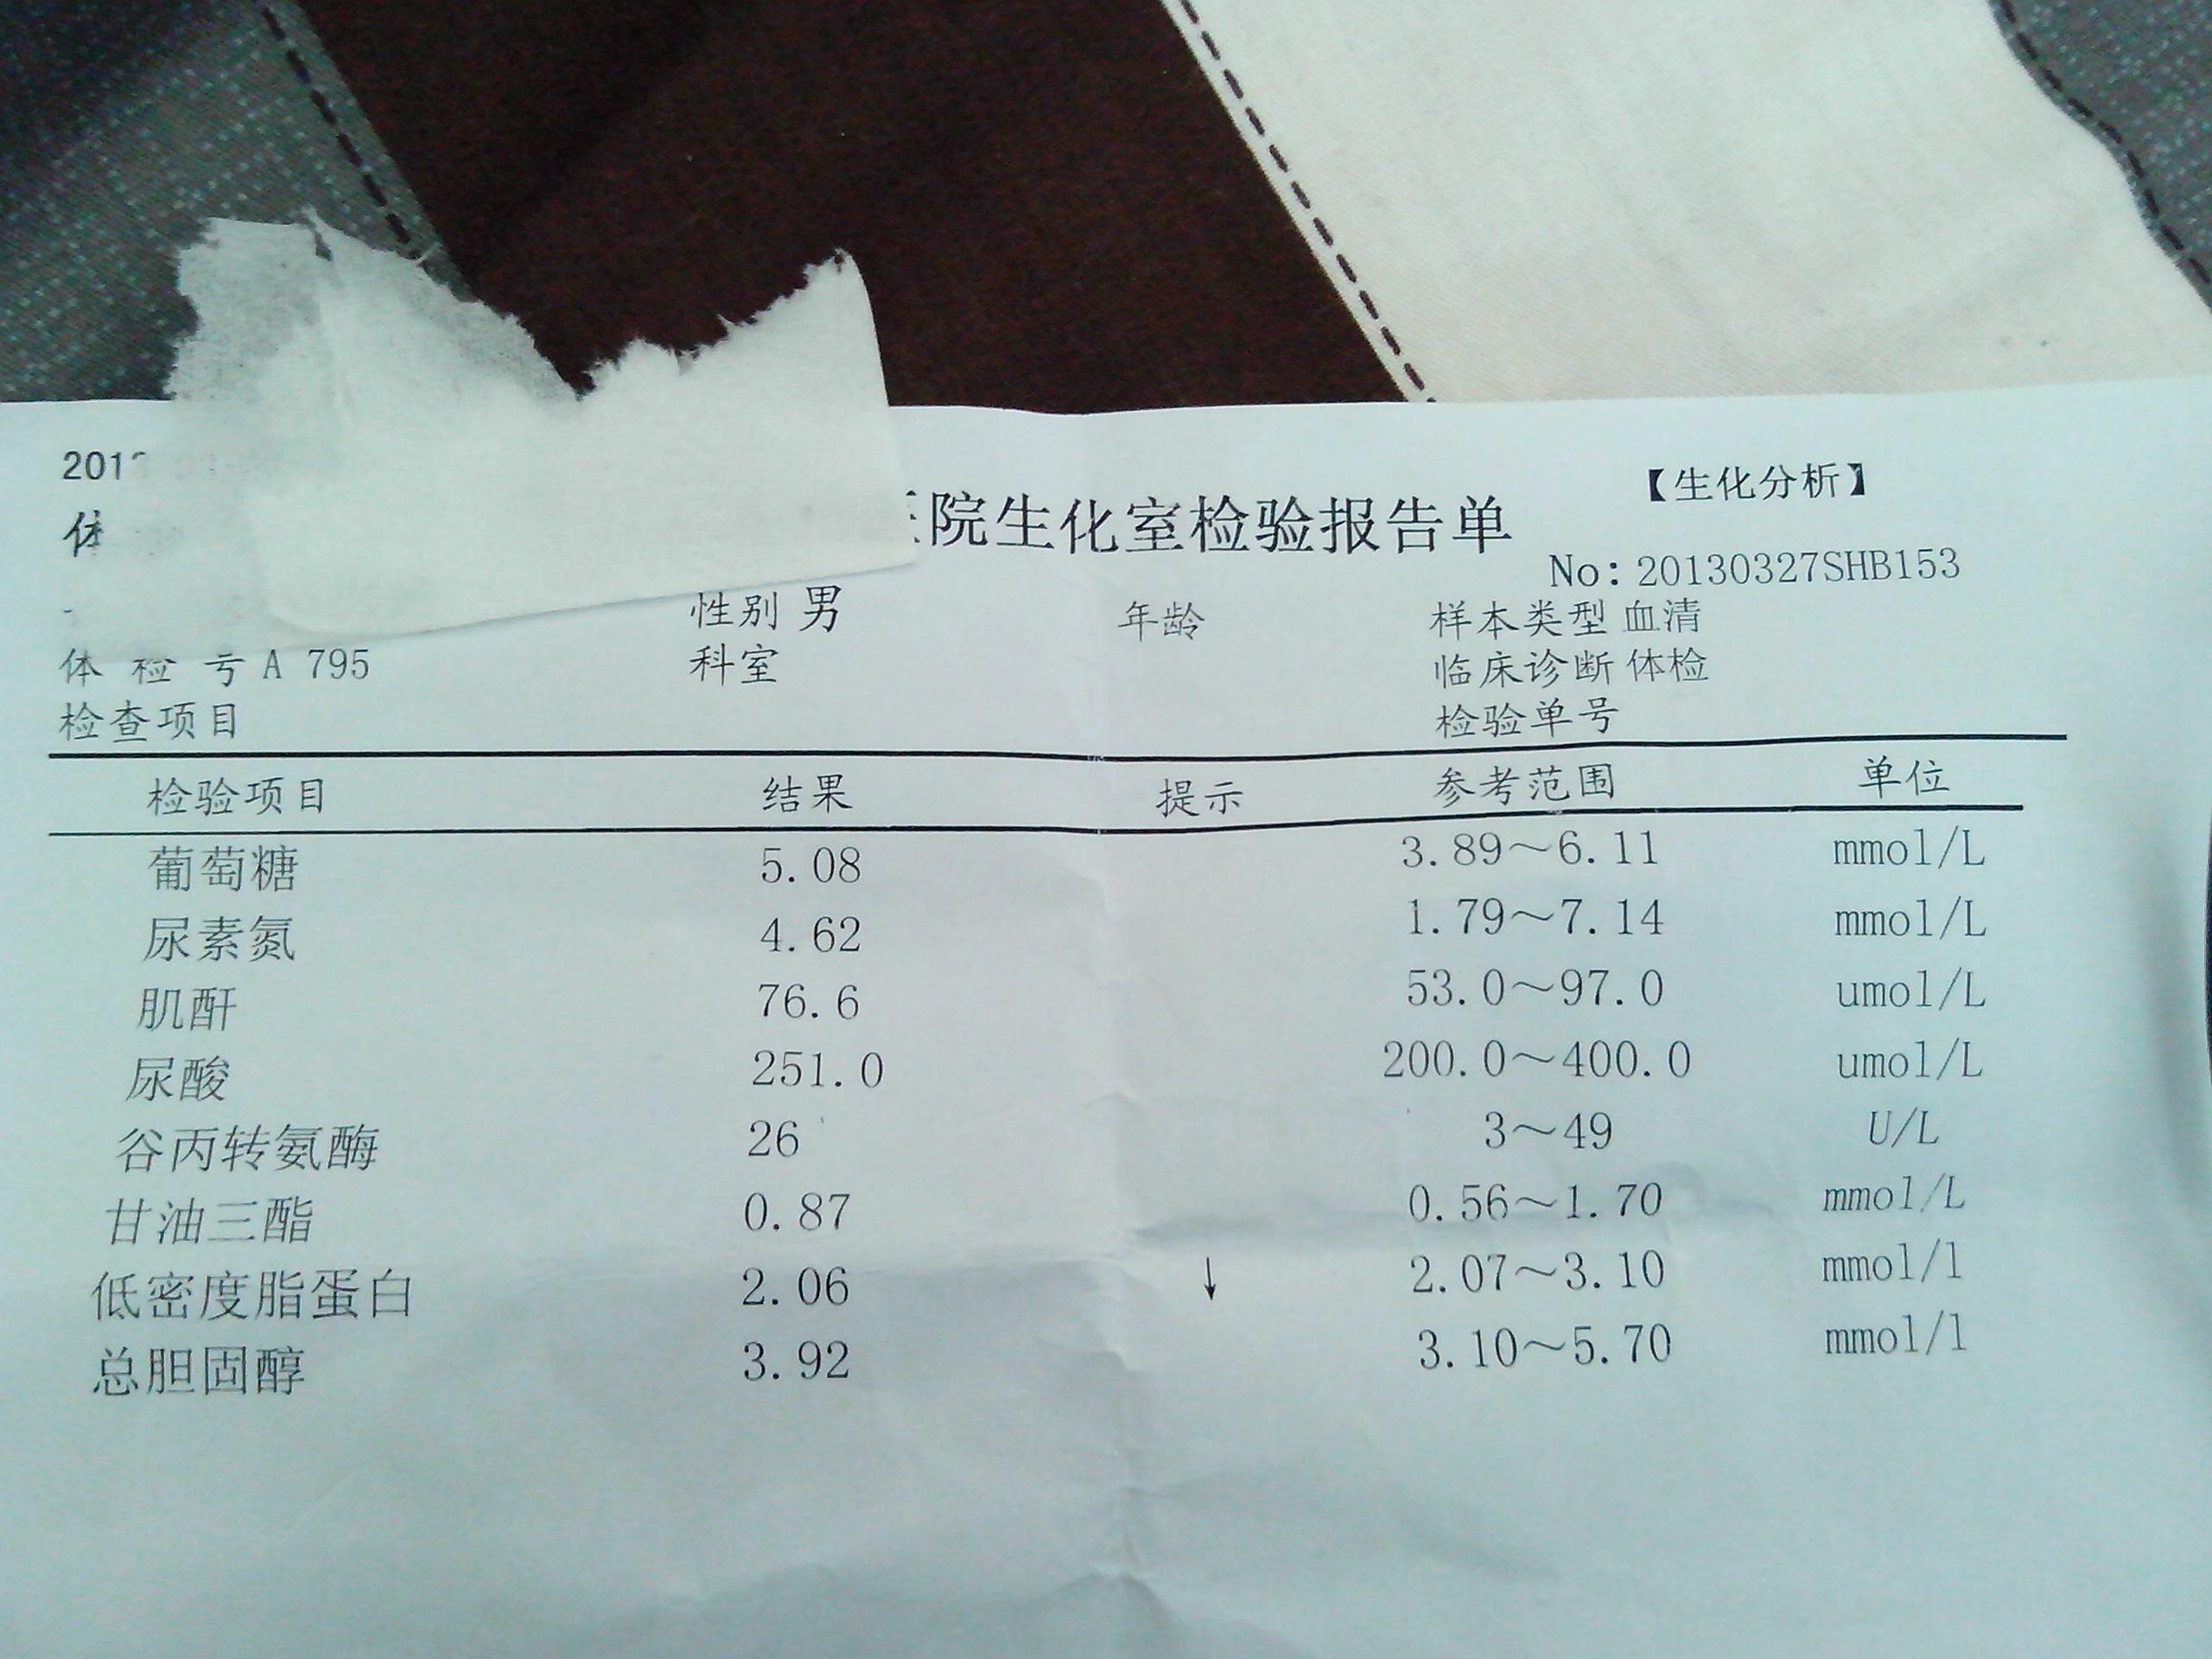 201
【生化分析】
体 院生化室检验报告单
No: 20130327SHB153
性别 男 年龄 样本类型 血清
体 检 号 A 795 科室 临床诊断 体检
检查项目 检验单号
检验项目 结果 提示 参考范围 单位
葡萄糖 5.08 3.89～6.11 mmol/L
尿素氮 4.62 1.79～7.14 mmol/L
肌酐 76.6 53.0～97.0 umol/L
尿酸 251.0 200.0～400.0 umol/L
谷丙转氨酶 26 3～49 U/L
甘油三酯 0.87 0.56～1.70 mmol/L
低密度脂蛋白 2.06 ↓ 2.07～3.10 mmol/l
总胆固醇 3.92 3.10～5.70 mmol/l